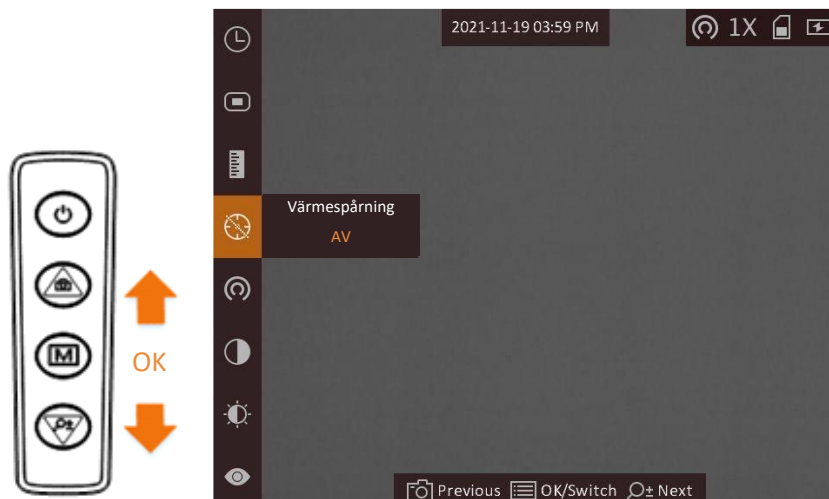 2021-11-19 03:59 PM
1X
Värmespårning
AV
M
OK
Previous OK/Switch Next